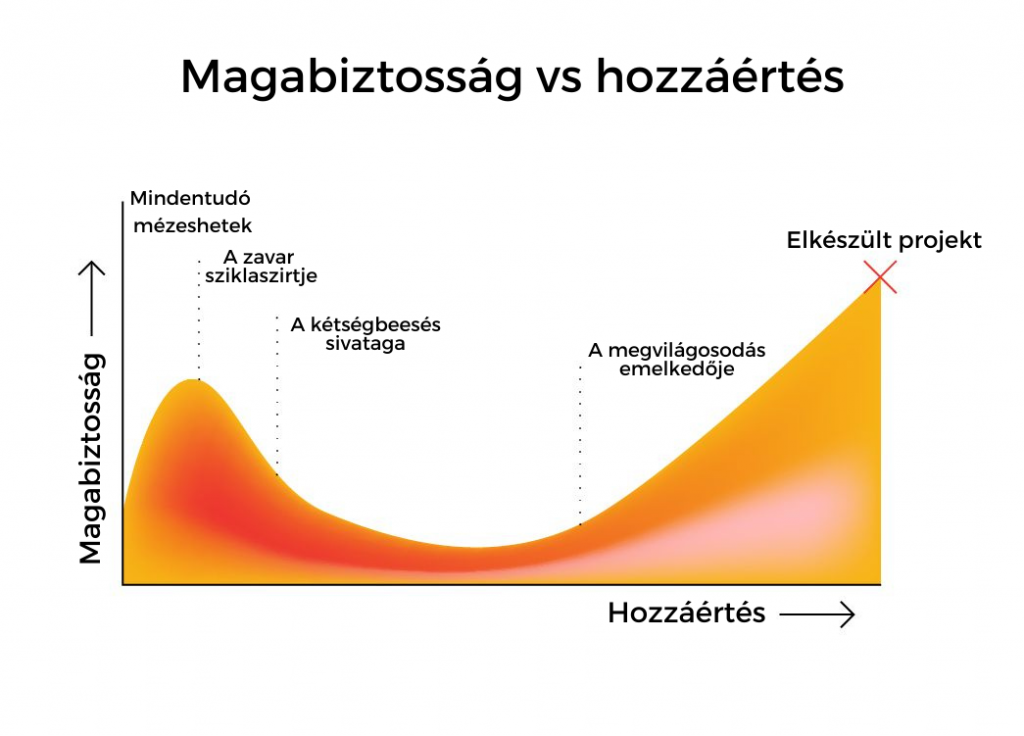 Magabiztosság vs hozzáértés
Mindentudó
mézeshetek
A zavar
sziklaszirtje
A kétségbeesés
sivataga
A megvilágosodás
emelkedője
Elkészült projekt
Magabiztosság
Hozzáértés